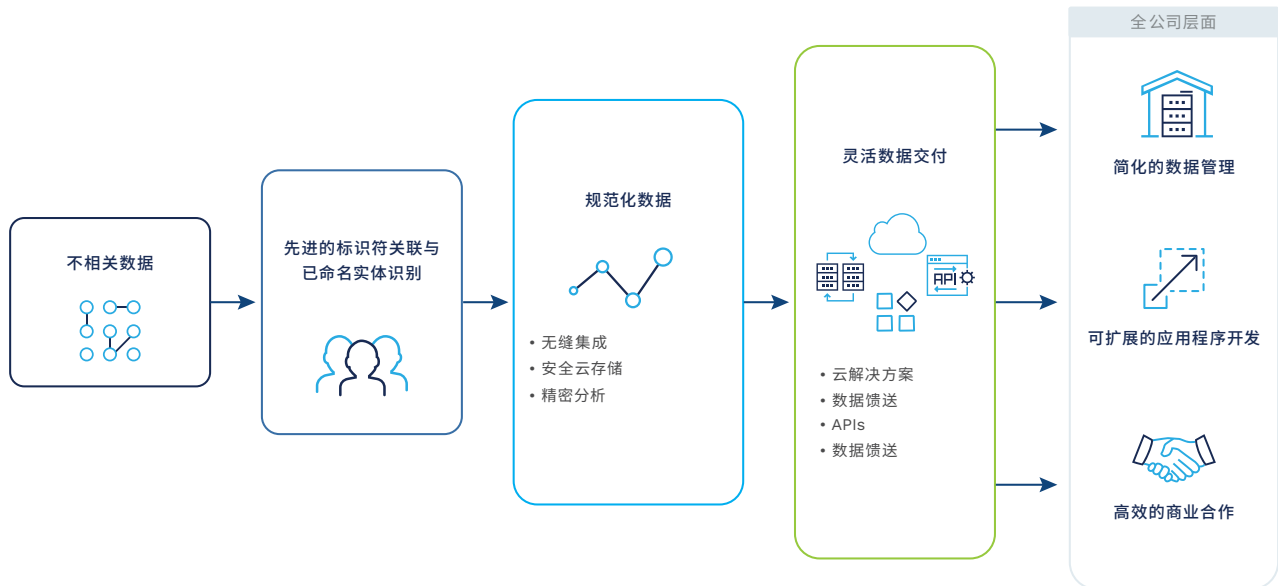 不相关数据
先进的标识符关联与
已命名实体识别
规范化数据
• 无缝集成
• 安全云存储
• 精密分析
灵活数据交付
API
• 云解决方案
• 数据馈送
• APIs
• 数据馈送
全公司层面
简化的数据管理
可扩展的应用程序开发
高效的商业合作